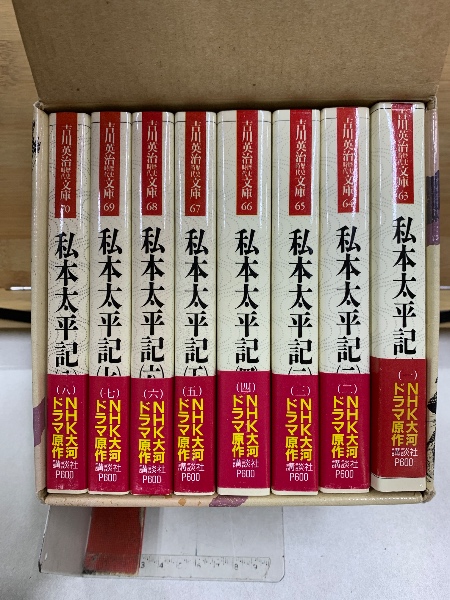 吉川英治歴史時代文庫
70
私本太平記
(八)
NHK大河
ドラマ原作
講談社
P600
吉川英治歴史時代文庫
69
私本太平記
(七)
NHK大河
ドラマ原作
講談社
P600
吉川英治歴史時代文庫
68
私本太平記
(六)
NHK大河
ドラマ原作
講談社
P600
吉川英治歴史時代文庫
67
私本太平記
(五)
NHK大河
ドラマ原作
講談社
P600
吉川英治歴史時代文庫
66
私本太平記
(四)
NHK大河
ドラマ原作
講談社
P600
吉川英治歴史時代文庫
65
私本太平記
(三)
NHK大河
ドラマ原作
講談社
P600
吉川英治歴史時代文庫
64
私本太平記
(二)
NHK大河
ドラマ原作
講談社
P600
吉川英治歴史時代文庫
63
私本太平記
(一)
NHK大河
ドラマ原作
講談社
P600